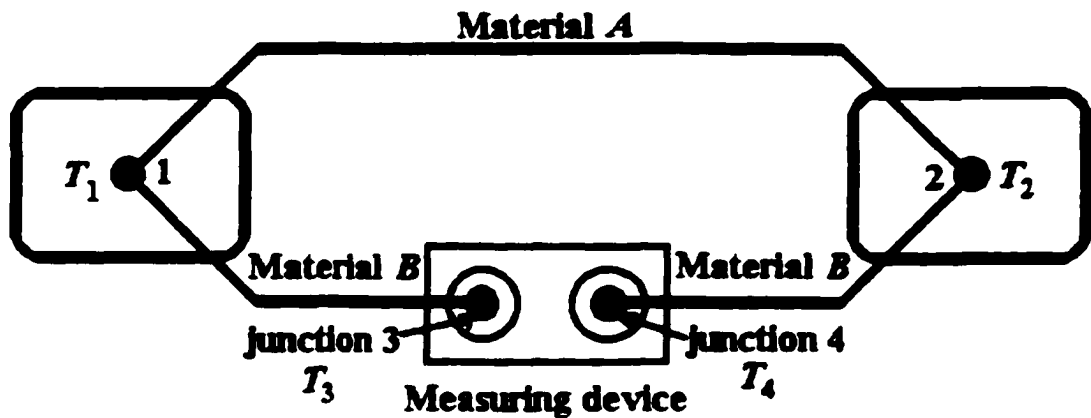 Material A
T1 1
2 T2
Material B
Material B
junction 3
T3
junction 4
T4
Measuring device